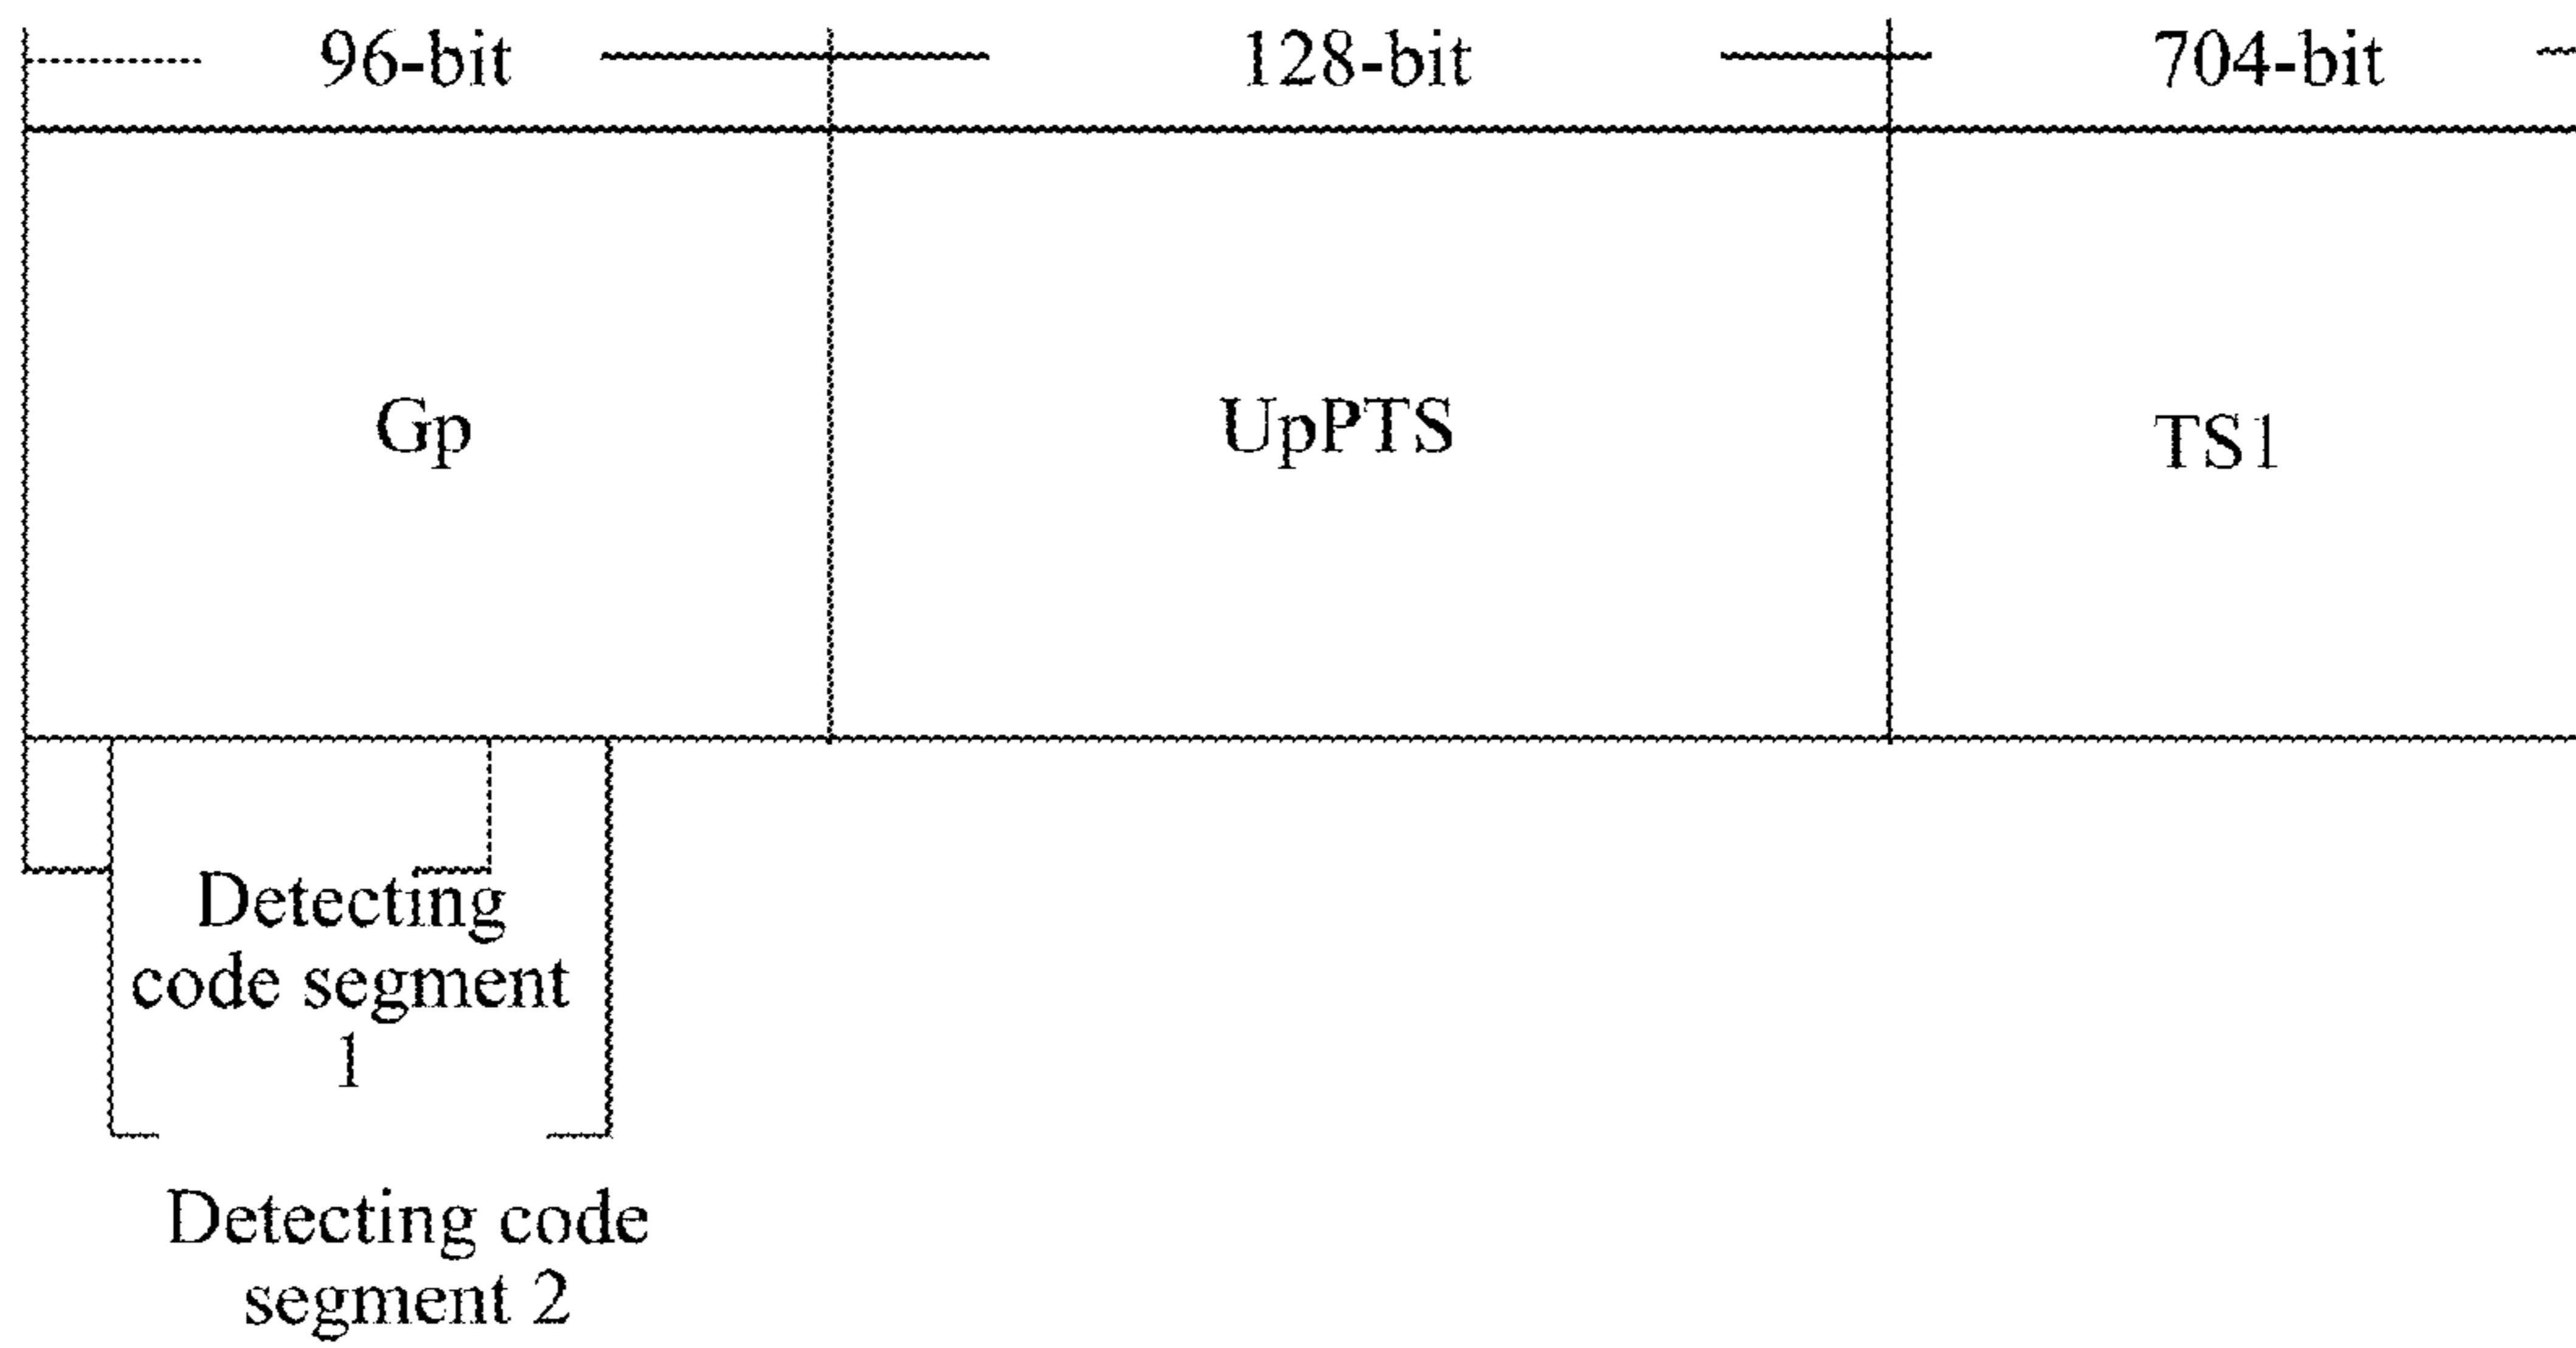 96-bit
128-bit
704-bit
Gp
UpPTS
TS1
Detecting
code segment
1
Detecting code
segment 2